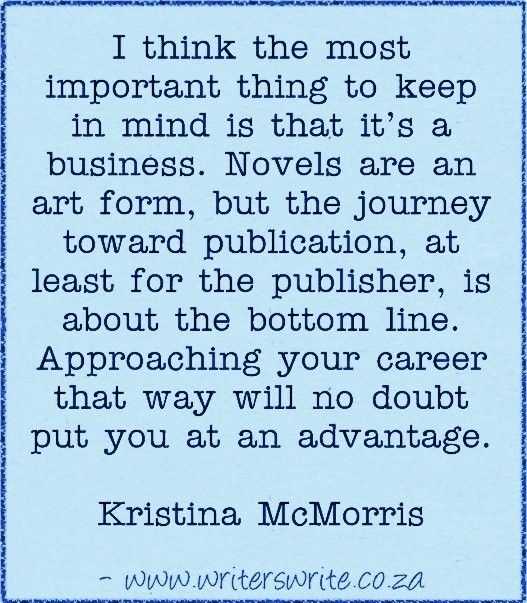 I think the most
important thing to keep
in mind is that it's a
business. Novels are an
art form, but the journey
toward publication, at
least for the publisher, is
about the bottom line.
Approaching your career
that way will no doubt
put you at an advantage.
Kristina McMorris
- www.writerswrite.co.za